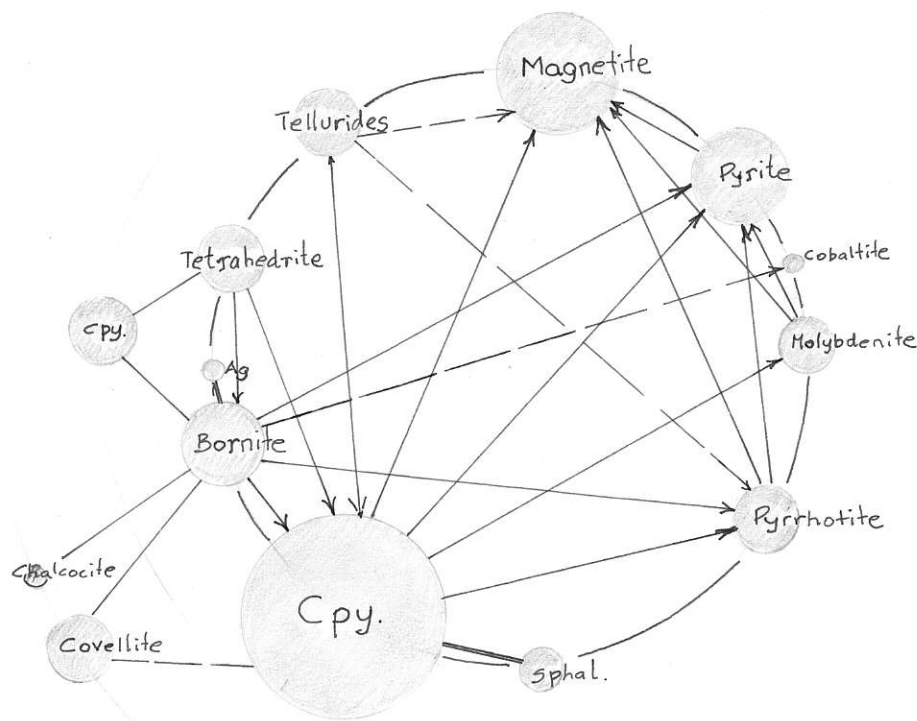 Magnetite
Tellurides
Pyrite
Tetrahedrite
Cobaltite
Cpy.
Molybdenite
Ag
Bornite
Pyrrhotite
Chalcocite
Cpy.
Covellite
Sphal.